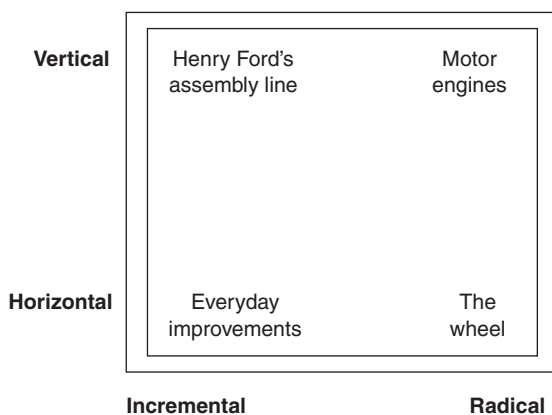 Vertical
Henry Ford’s
assembly line
Motor
engines
Horizontal
Everyday
improvements
The
wheel
Incremental
Radical